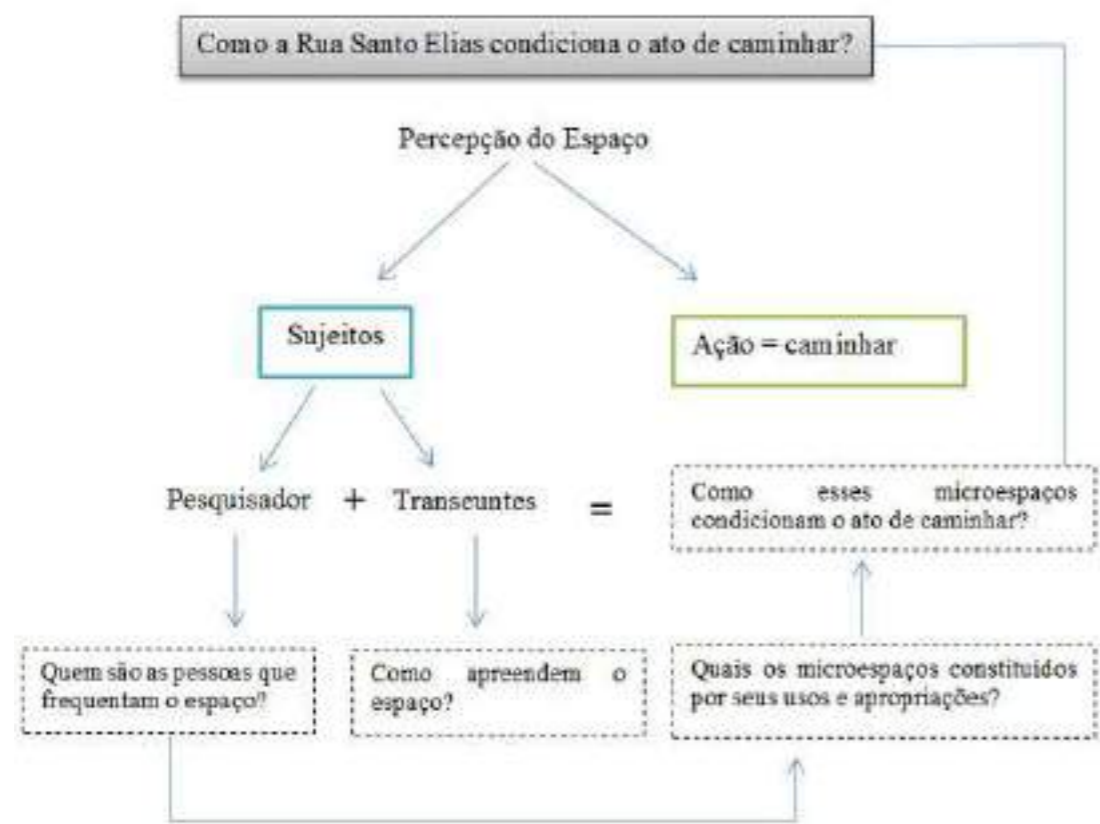 Como a Rua Santo Elias condiciona o ato de caminhar?
Percepção do Espaço
Sujeitos
Ação = caminhar
Pesquisador + Transeuntes =
Como esses microespaços
condicionam o ato de caminhar?
Quem são as pessoas que
frequentam o espaço?
Como apreendem o
espaço?
Quais os microespaços constituidos
por seus usos e apropriações?